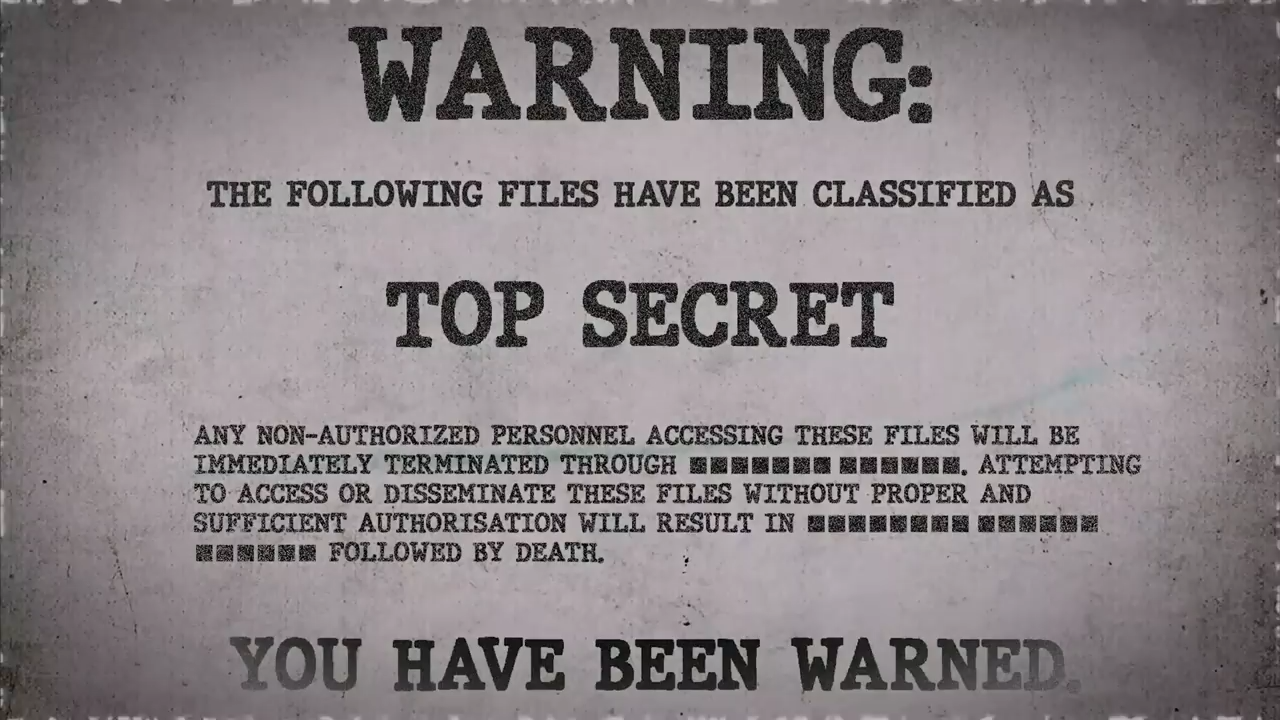 WARNING:
THE FOLLOWING FILES HAVE BEEN CLASSIFIED AS
TOP SECRET
ANY NON-AUTHORIZED PERSONNEL ACCESSING THESE FILES WILL BE
IMMEDIATELY TERMINATED THROUGH ■■■■■■■ ■■■■■■. ATTEMPTING
TO ACCESS OR DISSEMINATE THESE FILES WITHOUT PROPER AND
SUFFICIENT AUTHORISATION WILL RESULT IN ■■■■■■■■ ■■■■■■
■■■■■■ FOLLOWED BY DEATH.
YOU HAVE BEEN WARNED.